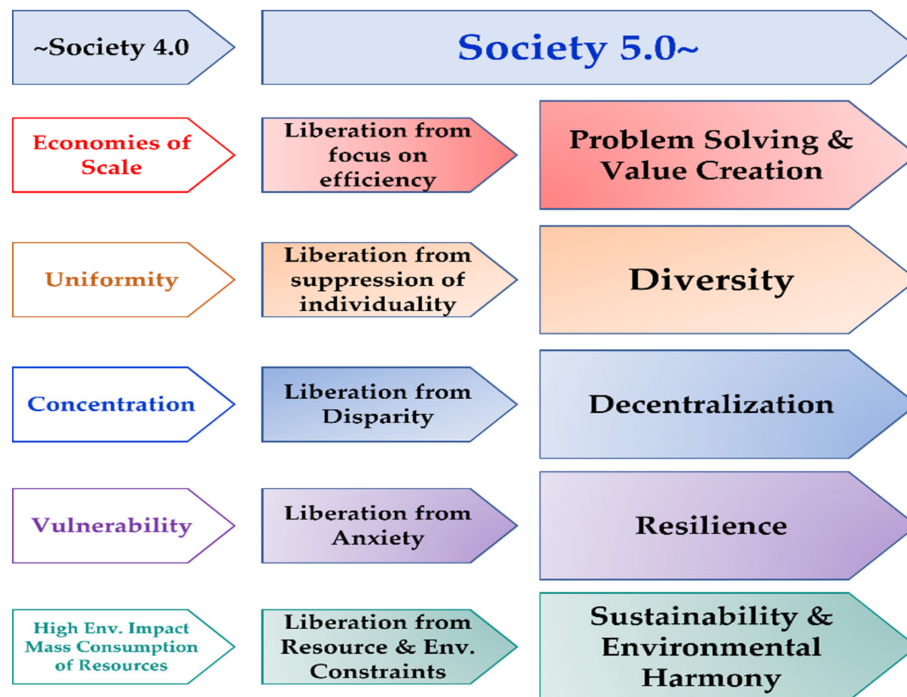 ~Society 4.0
Society 5.0~
Economies of
Scale
Liberation from
focus on
efficiency
Problem Solving &
Value Creation
Uniformity
Liberation from
suppression of
individuality
Diversity
Concentration
Liberation from
Disparity
Decentralization
Vulnerability
Liberation from
Anxiety
Resilience
High Env. Impact
Mass Consumption
of Resources
Liberation from
Resource & Env.
Constraints
Sustainability &
Environmental
Harmony